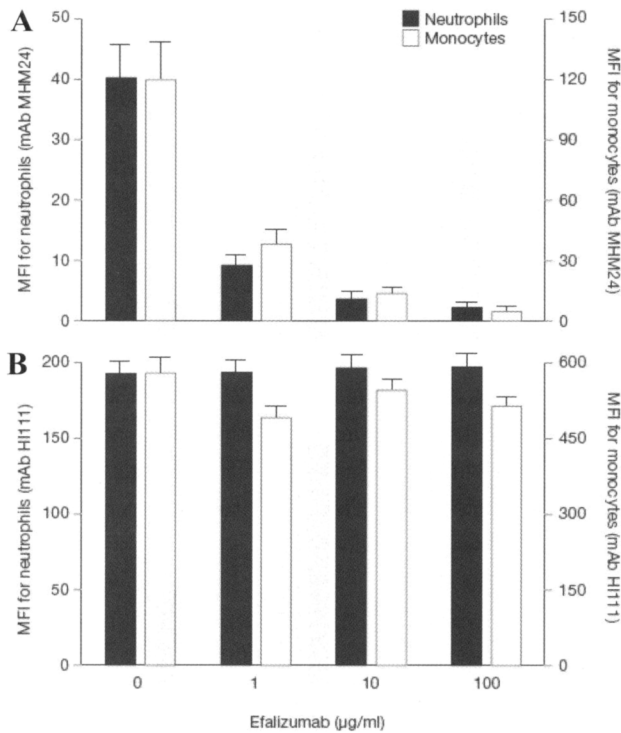 A
Neutrophils
Monocytes
MFI for neutrophils (mAb MHM24)
50
40
30
20
10
0
MFI for monocytes (mAb MHM24)
150
120
90
60
30
0
B
MFI for neutrophils (mAb HI111)
200
150
100
50
0
MFI for monocytes (mAb HI111)
600
450
300
150
0
0 1 10 100
Efalizumab (µg/ml)